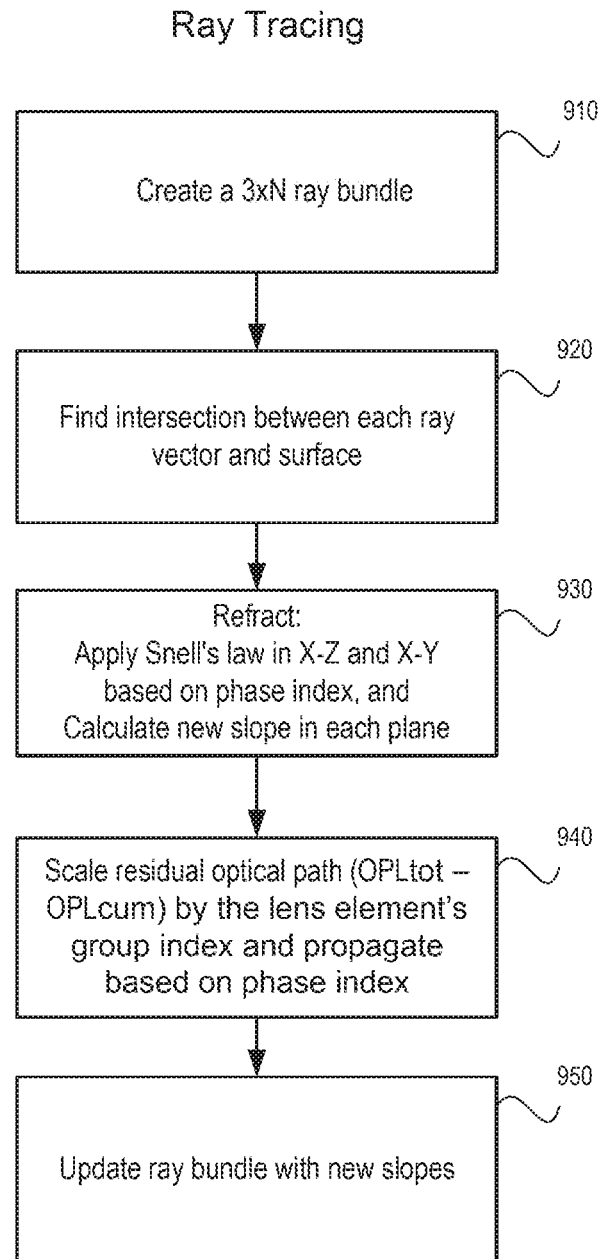 Ray Tracing
910
Create a 3xN ray bundle
920
Find intersection between each ray
vector and surface
930
Refract:
Apply Snell's law in X-Z and X-Y
based on phase index, and
Calculate new slope in each plane
940
Scale residual optical path (OPLtot –
OPLcum) by the lens element's
group index and propagate
based on phase index
950
Update ray bundle with new slopes